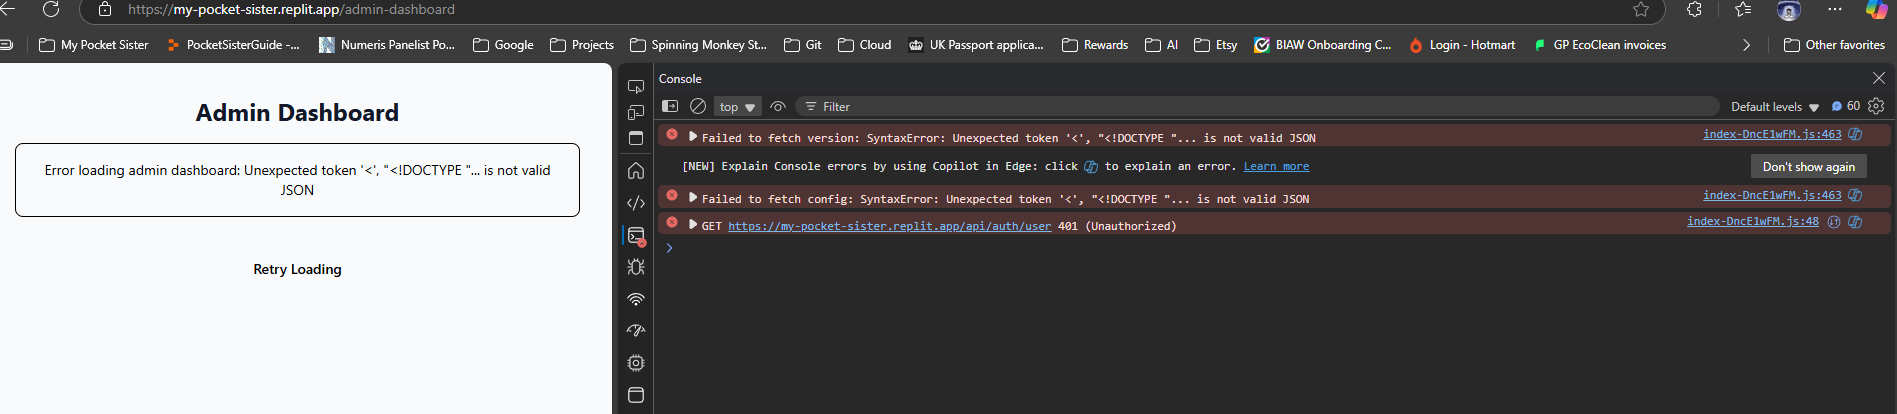 https://my-pocket-sister.replit.app/admin-dashboard
My Pocket Sister
PocketSisterGuide -...
Numeris Panelist Po...
Google
Projects
Spinning Monkey St...
Git
Cloud
UK Passport applica...
Rewards
AI
Etsy
BIAW Onboarding C...
Login - Hotmart
GP EcoClean invoices
Other favorites
Admin Dashboard
Error loading admin dashboard: Unexpected token '<', "<!DOCTYPE "... is not valid
JSON
Retry Loading
Console
top
Filter
Default levels
60
Failed to fetch version: SyntaxError: Unexpected token '<', "<!DOCTYPE "... is not valid JSON
index-DncE1wFM.js:463
[NEW] Explain Console errors by using Copilot in Edge: click to explain an error. Learn more
Don't show again
Failed to fetch config: SyntaxError: Unexpected token '<', "<!DOCTYPE "... is not valid JSON
index-DncE1wFM.js:463
GET https://my-pocket-sister.replit.app/api/auth/user 401 (Unauthorized)
index-DncE1wFM.js:48